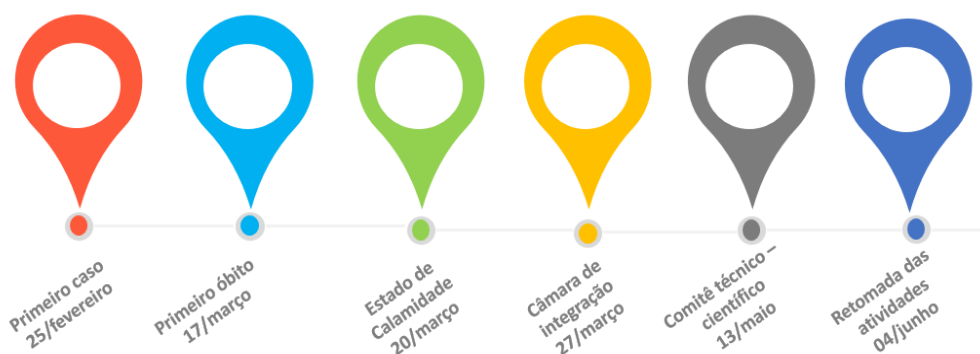 Primeiro caso
25/fevereiro
Primeiro óbito
17/março
Estado de
Calamidade
20/março
Câmara de
integração
27/março
Comitê técnico –
científico
13/maio
Retomada das
atividades
04/junho